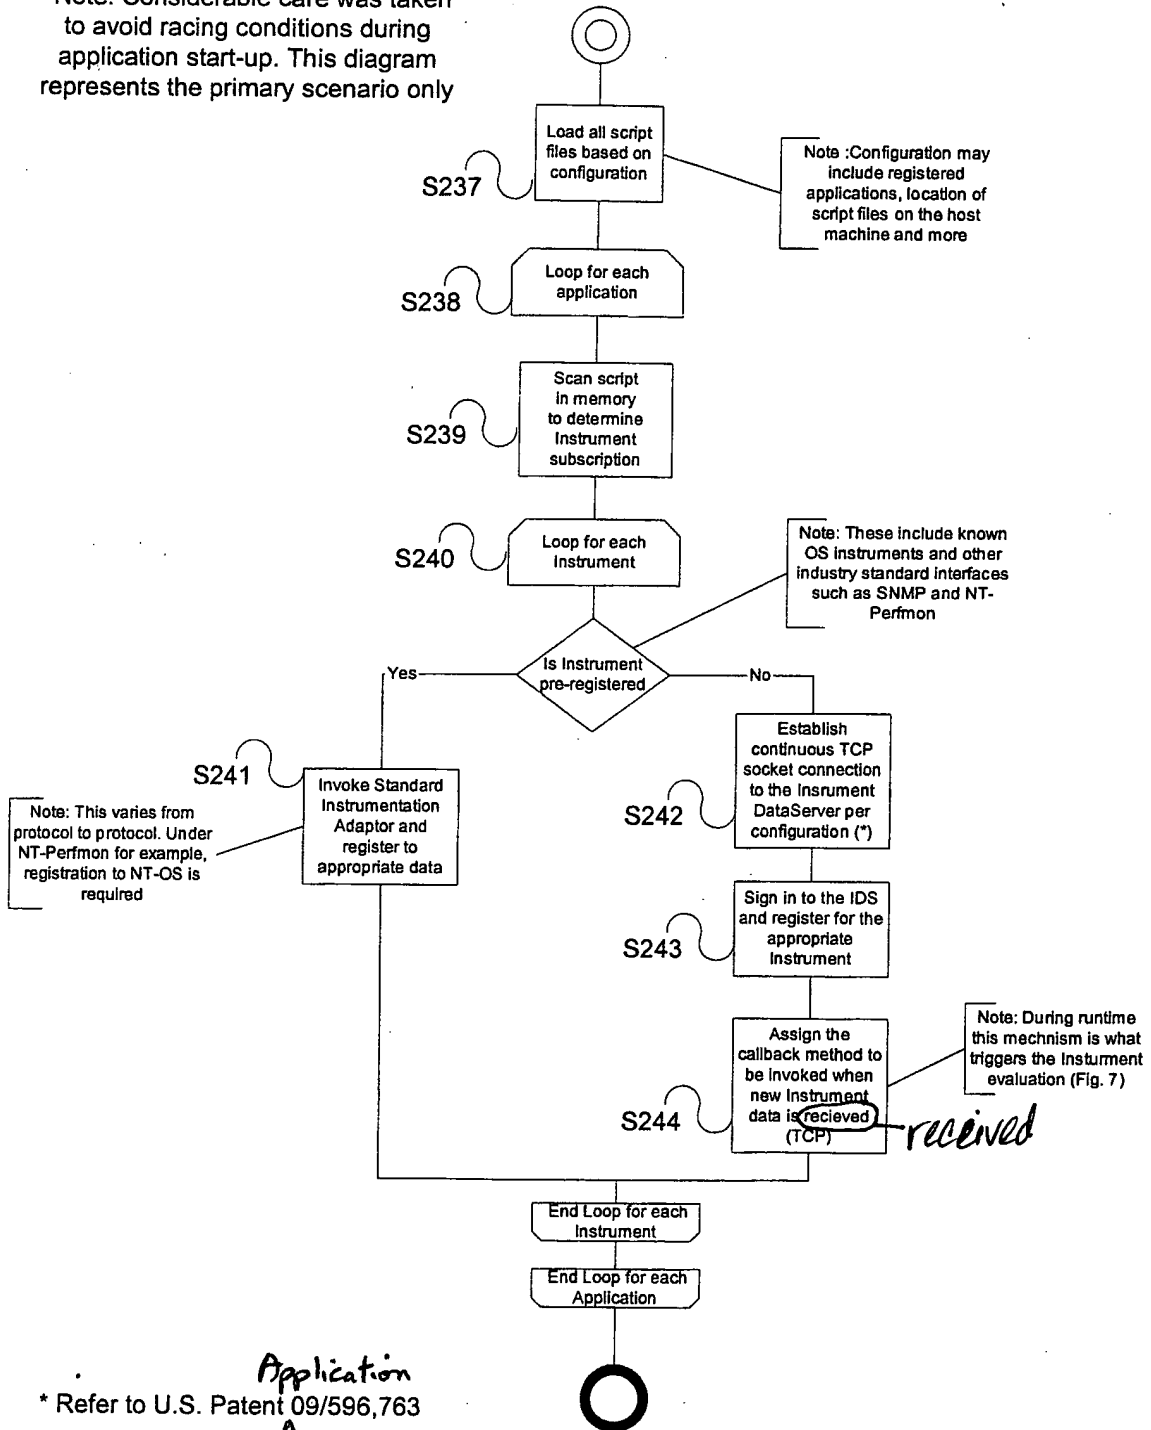 Note: Considerable care was taken
to avoid racing conditions during
application start-up. This diagram
represents the primary scenario only
Load all script
files based on
configuration
S237
Note :Configuration may
include registered
applications, location of
script files on the host
machine and more
Loop for each
application
S238
Scan script
in memory
to determine
Instrument
subscription
S239
Loop for each
Instrument
S240
Note: These include known
OS instruments and other
industry standard interfaces
such as SNMP and NT-
Perfmon
Is Instrument
pre-registered
Yes
No
S241
Invoke Standard
Instrumentation
Adaptor and
register to
appropriate data
Note: This varies from
protocol to protocol. Under
NT-Perfmon for example,
registration to NT-OS is
required
Establish
continuous TCP
socket connection
to the Insrument
DataServer per
configuration (*)
S242
Sign in to the IDS
and register for the
appropriate
Instrument
S243
Assign the
callback method to
be invoked when
new Instrument
data is recieved
(TCP)
S244
received
Note: During runtime
this mechnism is what
triggers the Insturment
evaluation (Fig. 7)
End Loop for each
Instrument
End Loop for each
Application
Application
* Refer to U.S. Patent 09/596,763